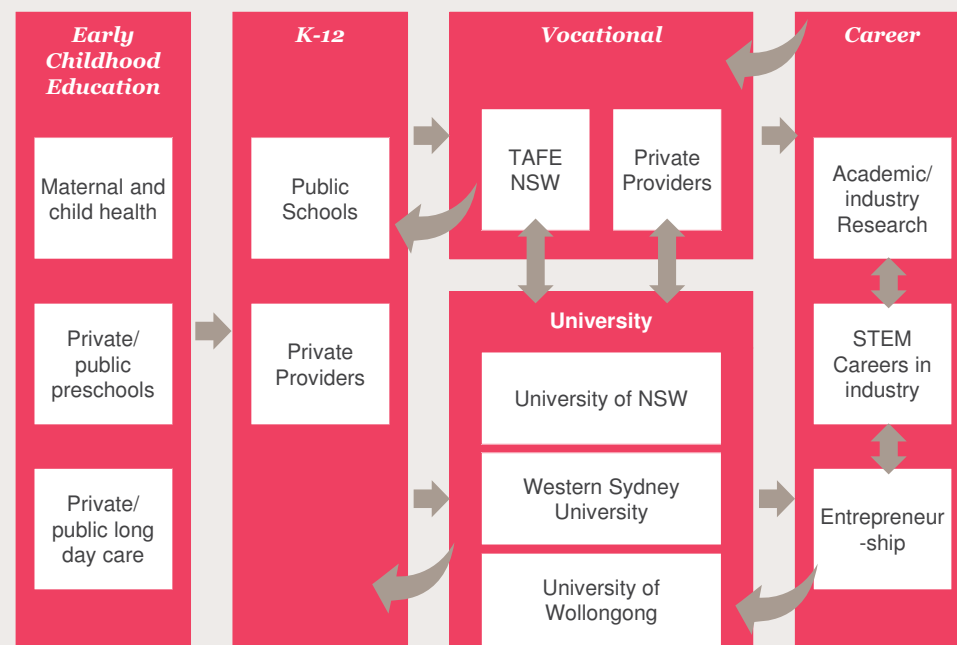 Early
Childhood
Education
Maternal and
child health
Private/
public
preschools
Private/
public long
day care
K-12
Public
Schools
Private
Providers
Vocational
TAFE
NSW
Private
Providers
University
University of NSW
Western Sydney
University
University of
Wollongong
Career
Academic/
industry
Research
STEM
Careers in
industry
Entrepreneur
-ship